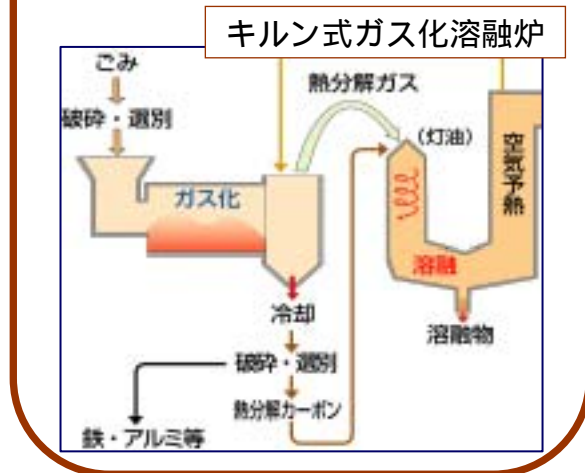 キルン式ガス化溶融炉
ごみ
熱分解ガス
破砕・選別
(灯油)
空気予熱
ガス化
溶融
冷却
溶融物
破砕・選別
熱分解カーボン
鉄・アルミ等